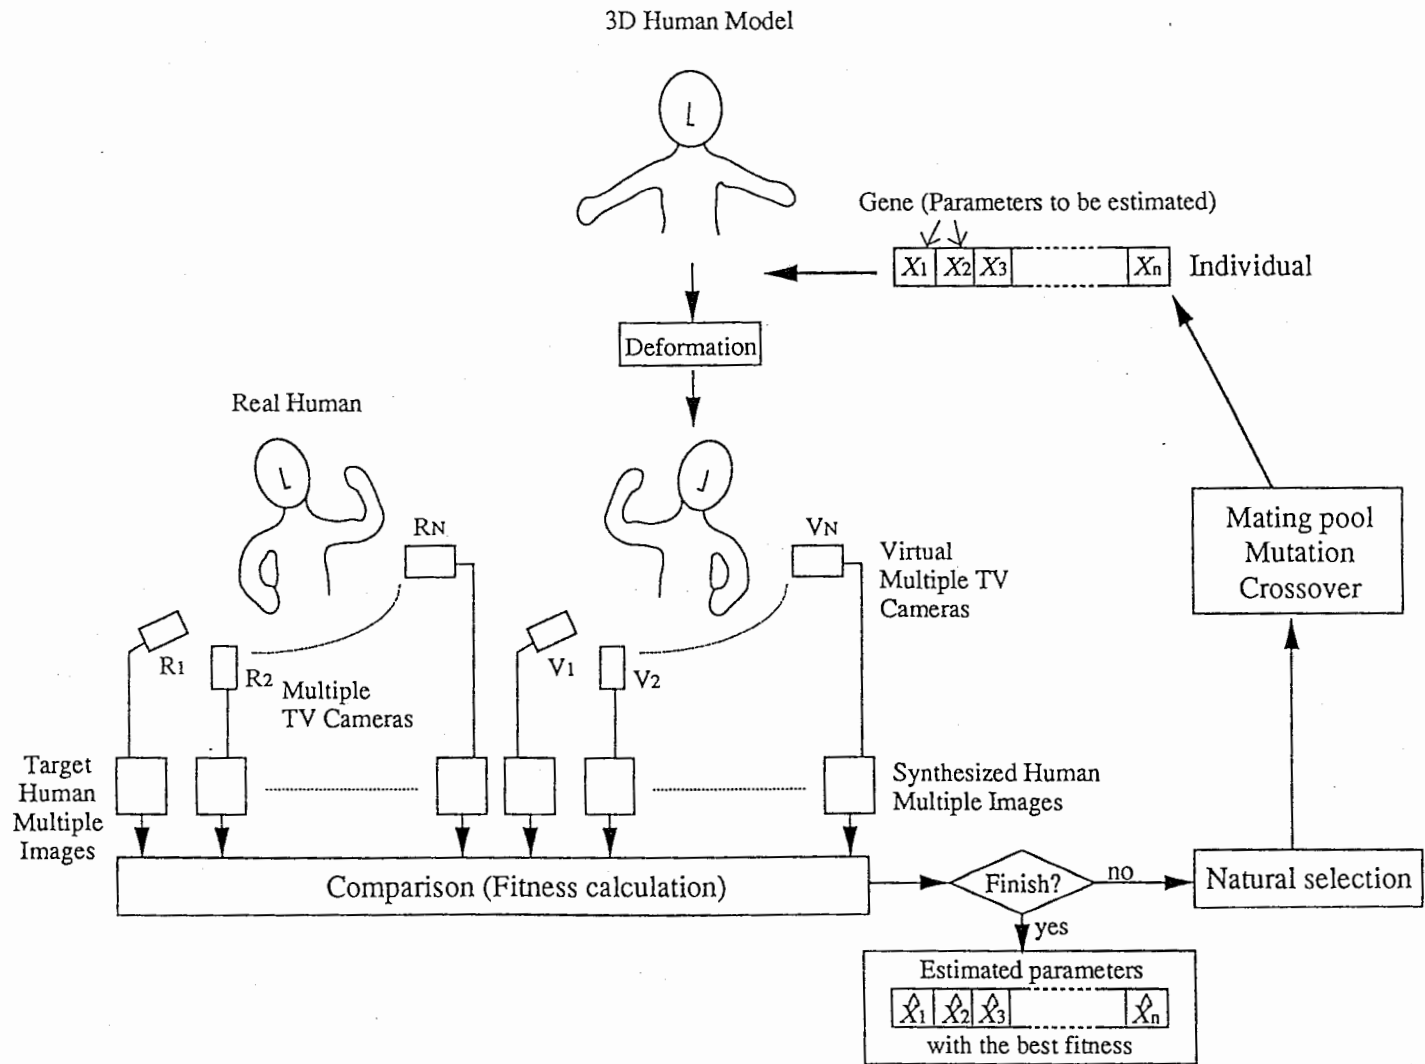 3D Human Model
Gene (Parameters to be estimated)
X1 X2 X3 Xn Individual
Deformation
Real Human
RN
VN
Virtual
Multiple TV
Cameras
Mating pool
Mutation
Crossover
R1
R2
Multiple
TV Cameras
V1
V2
Target
Human
Multiple
Images
Synthesized Human
Multiple Images
Comparison (Fitness calculation)
Finish?
no
Natural selection
yes
Estimated parameters
X̂1 X̂2 X̂3 X̂n
with the best fitness